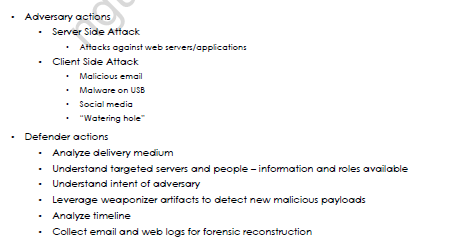 • Adversary actions
• Server Side Attack
• Attacks against web servers/applications
• Client Side Attack
• Malicious email
• Malware on USB
• Social media
• "Watering hole"
• Defender actions
• Analyze delivery medium
• Understand targeted servers and people – information and roles available
• Understand intent of adversary
• Leverage weaponizer artifacts to detect new malicious payloads
• Analyze timeline
• Collect email and web logs for forensic reconstruction